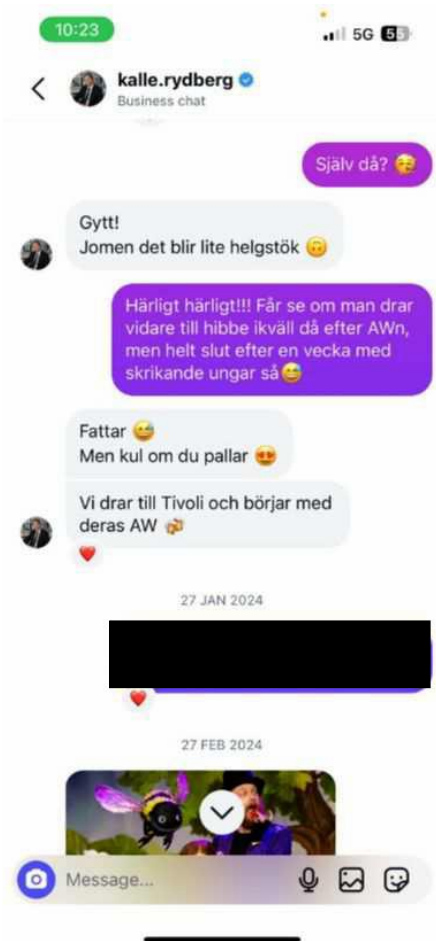 10:23
5G 55
kalle.rydberg
Business chat
Själv då? 🥳
Gytt!
Jomen det blir lite helgstök 🙃
Härligt härligt!!! Får se om man drar
vidare till hibbe ikväll då efter AWn,
men helt slut efter en vecka med
skrikande ungar så😅
Fattar 😅
Men kul om du pallar 😍
Vi drar till Tivoli och börjar med
deras AW 🍻
27 JAN 2024
27 FEB 2024
Message...